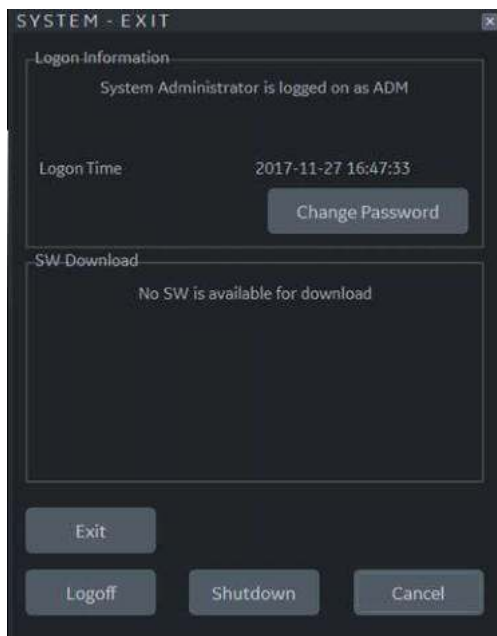 SYSTEM - EXIT
Logon Information
System Administrator is logged on as ADM
Logon Time 2017-11-27 16:47:33
Change Password
SW Download
No SW is available for download
Exit
Logoff Shutdown Cancel